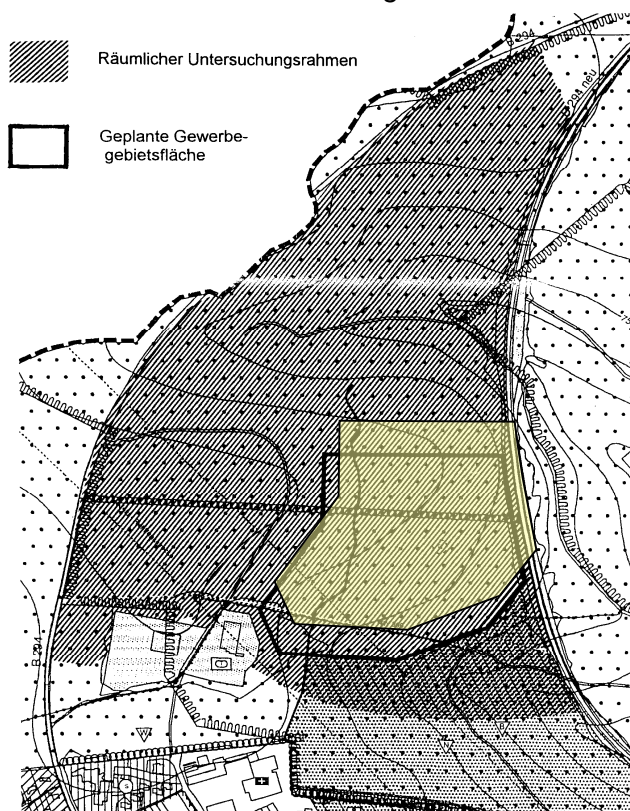 B 294
Räumlicher Untersuchungsrahmen
B 294 neu
Geplante Gewerbe-
gebietsfläche
B 294